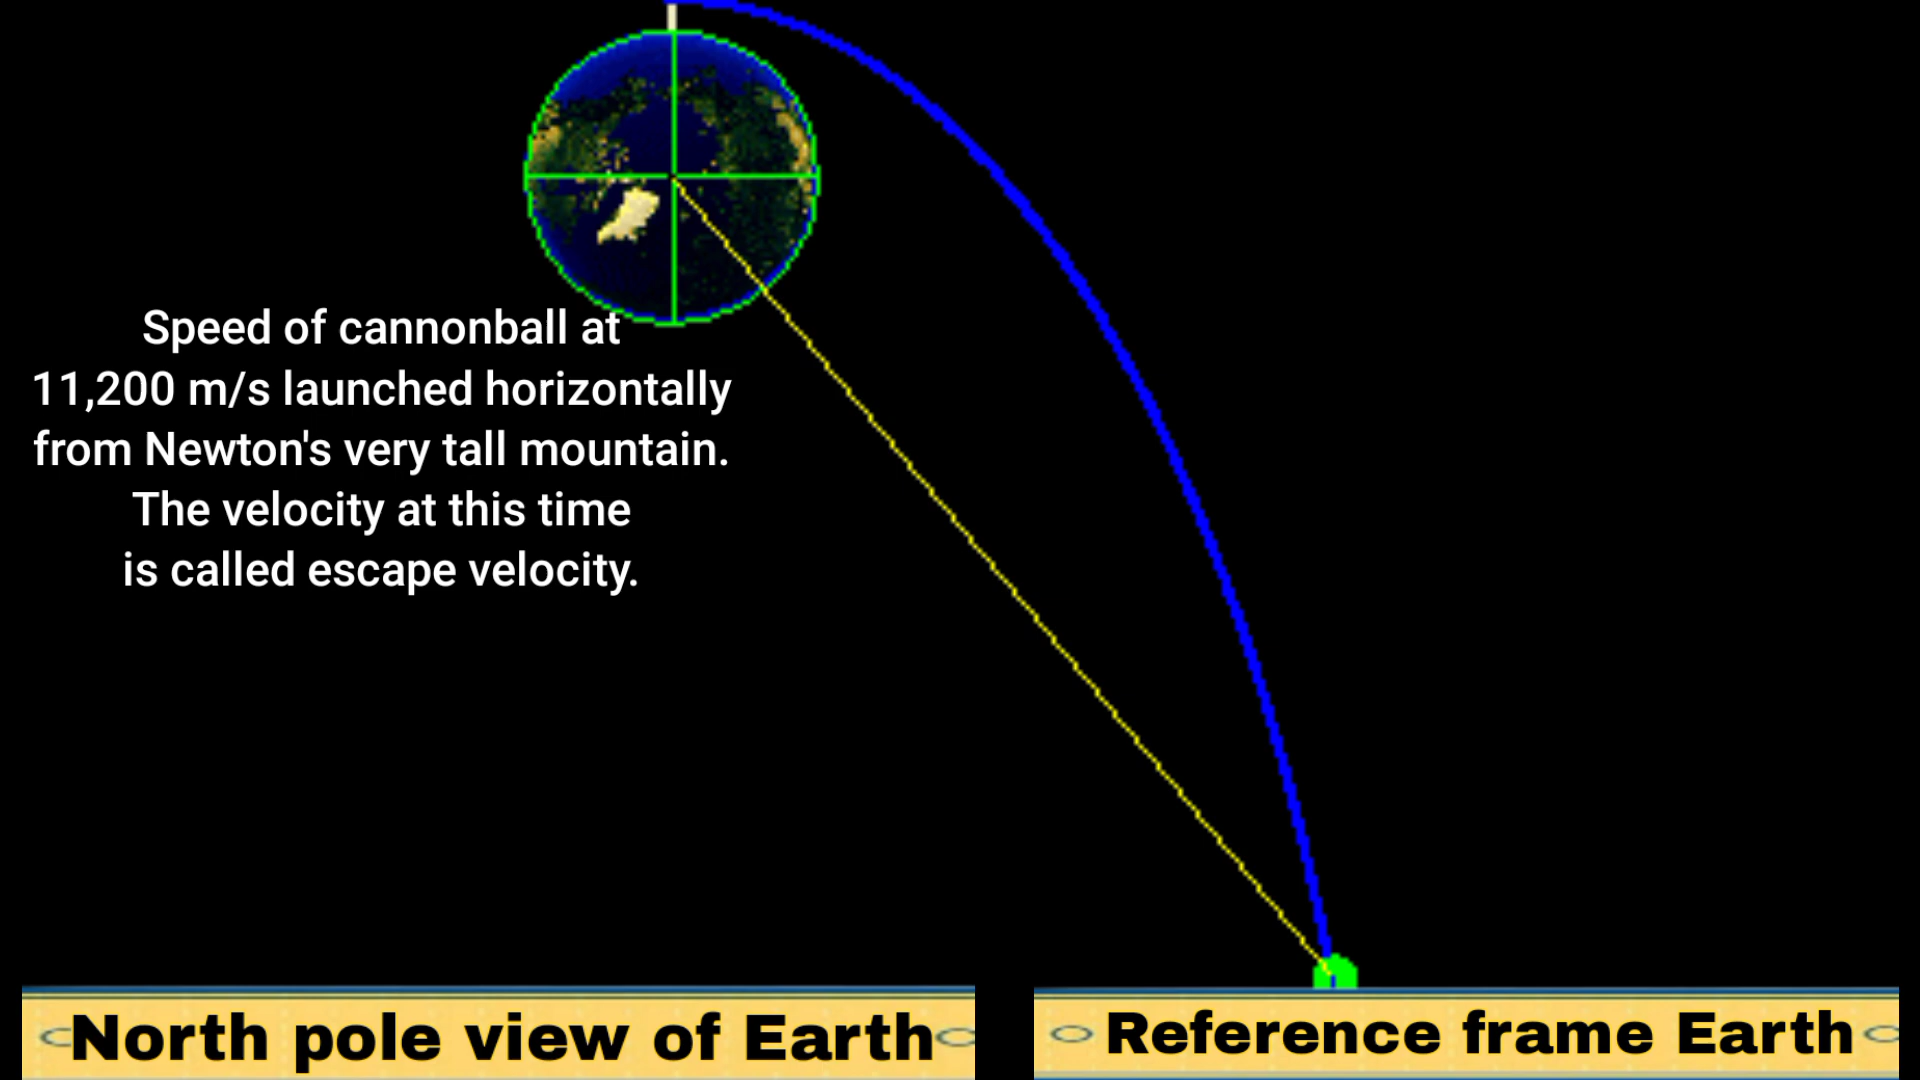 Speed of cannonball at
11,200 m/s launched horizontally
from Newton's very tall mountain.
The velocity at this time
is called escape velocity.
North pole view of Earth
Reference frame Earth